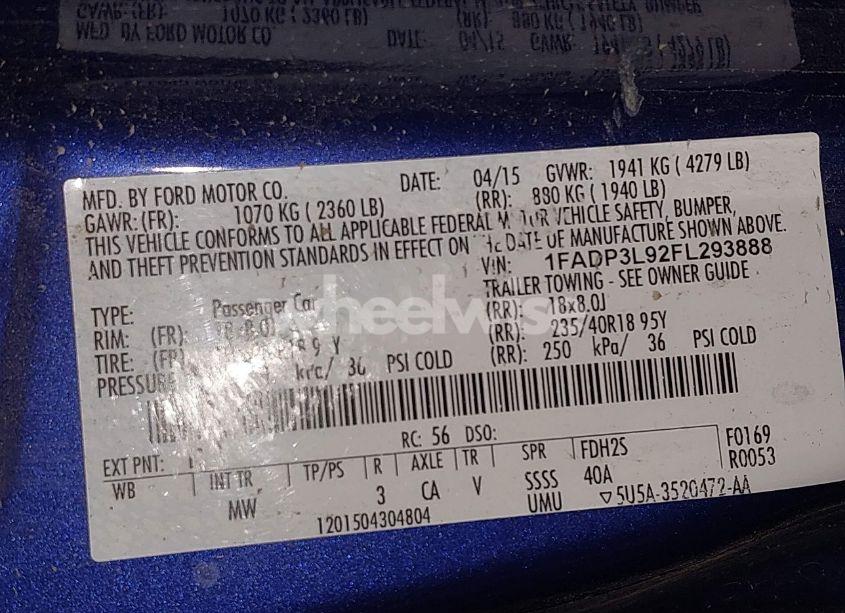 MFD. BY FORD MOTOR CO. DATE: 04/15 GVWR: 1941 KG ( 4279 LB)
GAWR: (FR): 1070 KG ( 2360 LB) (RR): 880 KG ( 1940 LB)
THIS VEHICLE CONFORMS TO ALL APPLICABLE FEDERAL VEHICLE SAFETY, BUMPER,
AND THEFT PREVENTION STANDARDS IN EFFECT ON DATE OF MANUFACTURE SHOWN ABOVE.
VIN: 1FADP3L92FL293888
TYPE: Passenger Car TRAILER TOWING - SEE OWNER GUIDE
RIM: (FR): (RR): 18x8.0J
TIRE: (RR): 235/40R18 95Y
PRESSURE 36 PSI COLD (RR): 250 kPa/ 36 PSI COLD
wheelwis
RC: 56 DSO:
EXT PNT: F0169
WB INT TR TP/PS R AXLE TR SPR FDH2S R0053
MW 3 CA V SSSS 40A
1201504304804 UMU ▽5U5A-3520472-AA